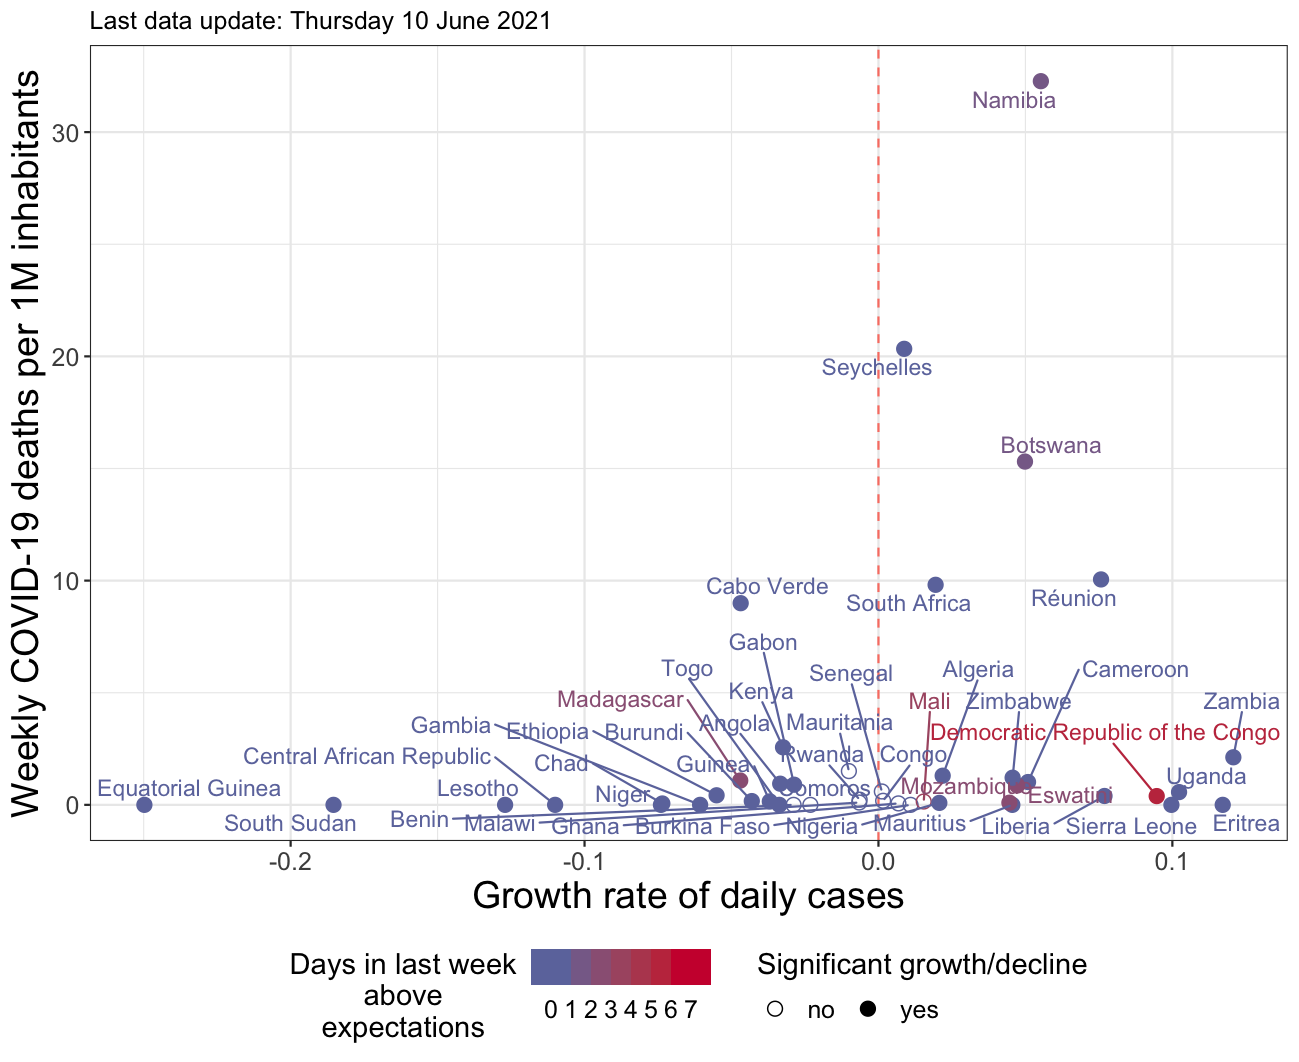 Last data update: Thursday 10 June 2021
Weekly COVID-19 deaths per 1M inhabitants
30
20
10
0
Namibia
Seychelles
Botswana
Cabo Verde
South Africa
Réunion
Gabon
Togo
Senegal
Algeria
Cameroon
Kenya
Madagascar
Mali
Zimbabwe
Zambia
Gambia
Ethiopia
Burundi
Angola
Mauritania
Democratic Republic of the Congo
Central African Republic
Chad
Guinea
Rwanda
Congo
Uganda
Equatorial Guinea
Lesotho
Niger
Comoros
Mozambique
Eswatini
South Sudan
Benin
Malawi
Ghana
Burkina Faso
Nigeria
Mauritius
Liberia
Sierra Leone
Eritrea
-0.2
-0.1
0.0
0.1
Growth rate of daily cases
Days in last week
above
expectations
0 1 2 3 4 5 6 7
Significant growth/decline
no
yes